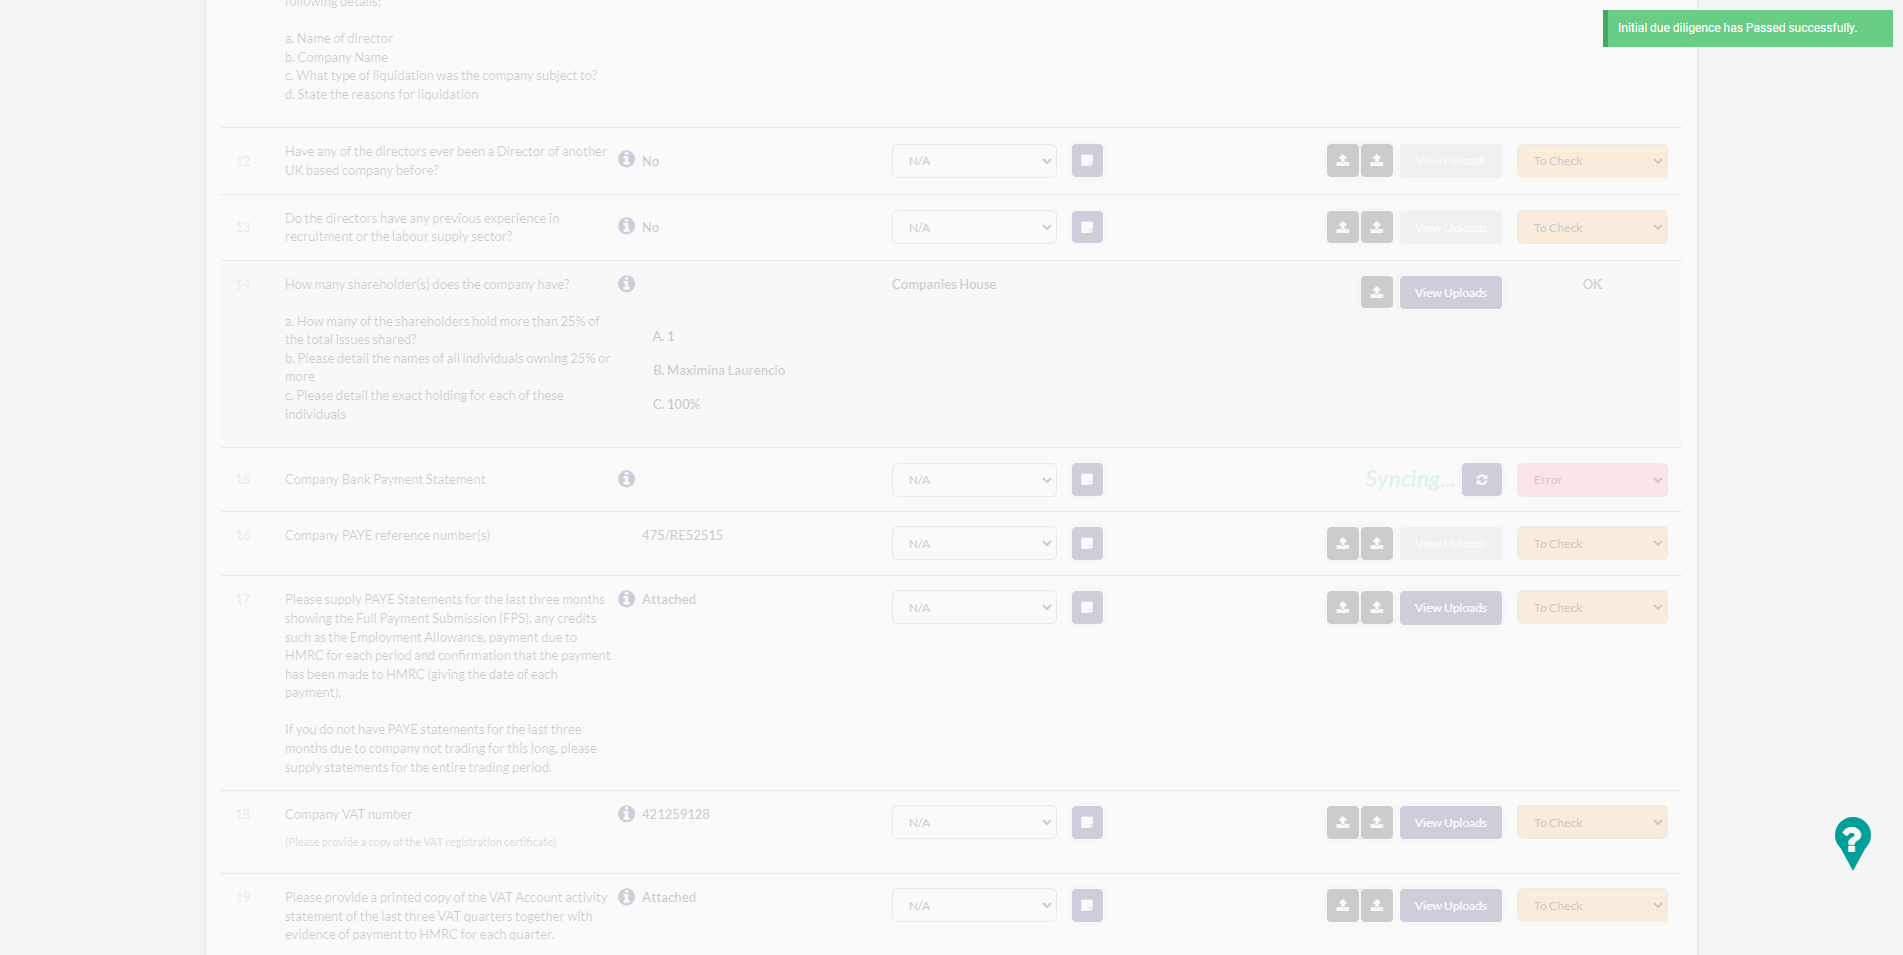 following details;
Initial due diligence has Passed successfully.
a. Name of director
b. Company Name
c. What type of liquidation was the company subject to?
d. State the reasons for liquidation
12 Have any of the directors ever been a Director of another No N/A View Uploads To Check
UK based company before?
13 Do the directors have any previous experience in No N/A View Uploads To Check
recruitment or the labour supply sector?
14 How many shareholder(s) does the company have? Companies House View Uploads OK
a. How many of the shareholders hold more than 25% of
the total issues shared?
b. Please detail the names of all individuals owning 25% or
more
c. Please detail the exact holding for each of these
individuals
A. 1
B. Maximina Laurencio
C. 100%
15 Company Bank Payment Statement N/A Syncing... Error
16 Company PAYE reference number(s) 475/RE52515 N/A View Uploads To Check
17 Please supply PAYE Statements for the last three months Attached N/A View Uploads To Check
showing the Full Payment Submission (FPS), any credits
such as the Employment Allowance, payment due to
HMRC for each period and confirmation that the payment
has been made to HMRC (giving the date of each
payment).
If you do not have PAYE statements for the last three
months due to company not trading for this long, please
supply statements for the entire trading period.
18 Company VAT number 421259128 N/A View Uploads To Check
(Please provide a copy of the VAT registration certificate)
19 Please provide a printed copy of the VAT Account activity Attached N/A View Uploads To Check
statement of the last three VAT quarters together with
evidence of payment to HMRC for each quarter.